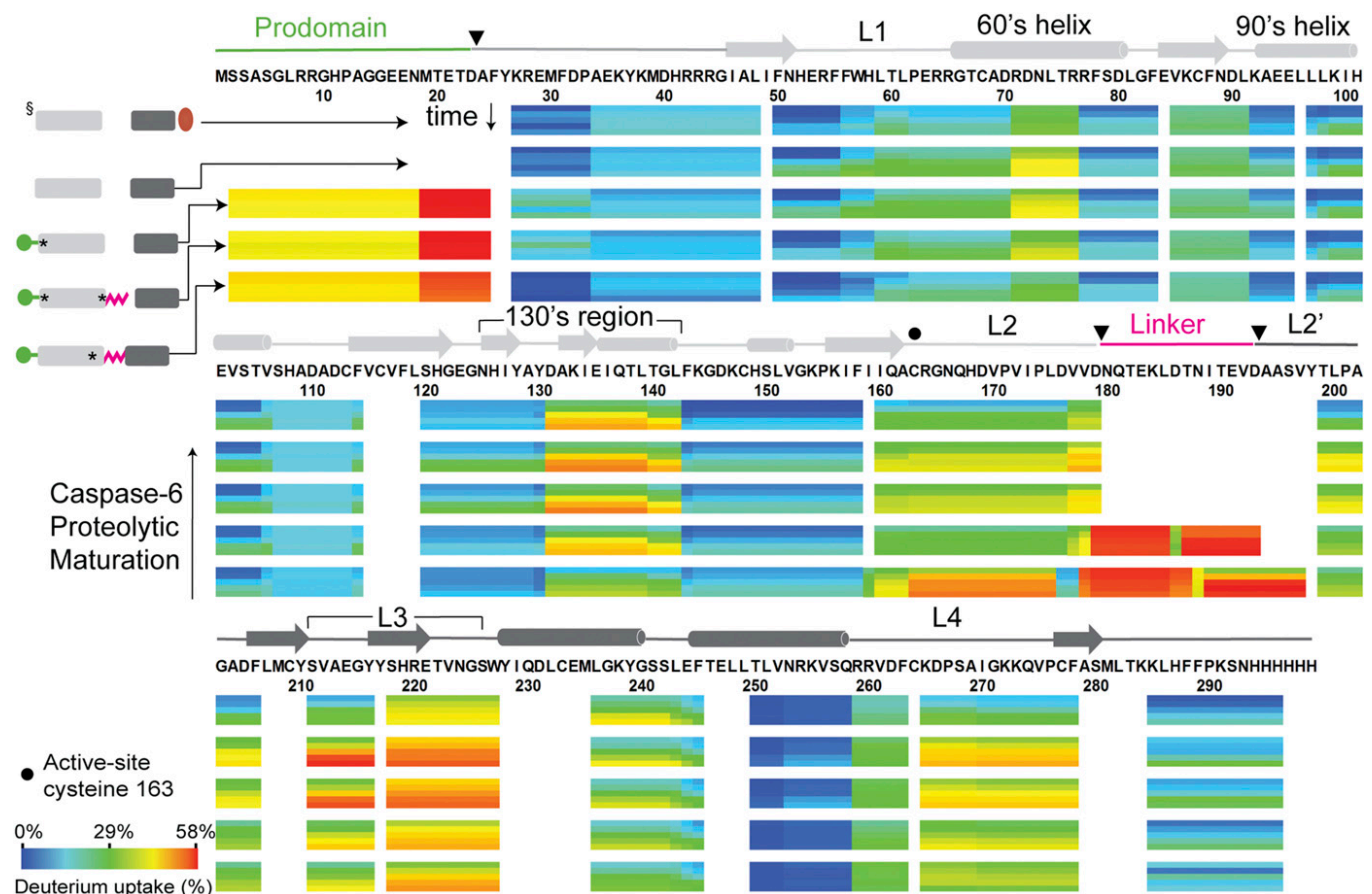 Prodomain L1 60's helix 90's helix
MSSASGLRRGHPAGGEENMTETDAFYKREMFDPAEKYKMDHRRRGIALIFNHERFFWHLTLPERRGTCADRDNLTRRFSDLGFEVKCFNDLKAEELLLKIH
10 20 30 40 50 60 70 80 90 100
§
time ↓
*
* *
*
130's region L2 Linker L2'
EVSTVSHADADCFVCVFLSHGEGNHIYAYDAKIEIQTLTGLFKGDKCHSLVGKPKIFIIQACRGNQHDVPVIPLDVVDNQTEKLDTNITEVDAASVYTLPA
110 120 130 140 150 160 170 180 190 200
Caspase-6
Proteolytic
Maturation
L3 L4
GADFLMCYSVAEGYYSHRETVNGSWYIQDLCEMLGKYGSSLEFTELLTLVNRKVSQRRVDFCKDPSAIGKKQVPCFASMLTKKLHFFPKSNHHHHHH
210 220 230 240 250 260 270 280 290
Active-site
cysteine 163
0% 29% 58%
Deuterium uptake (%)